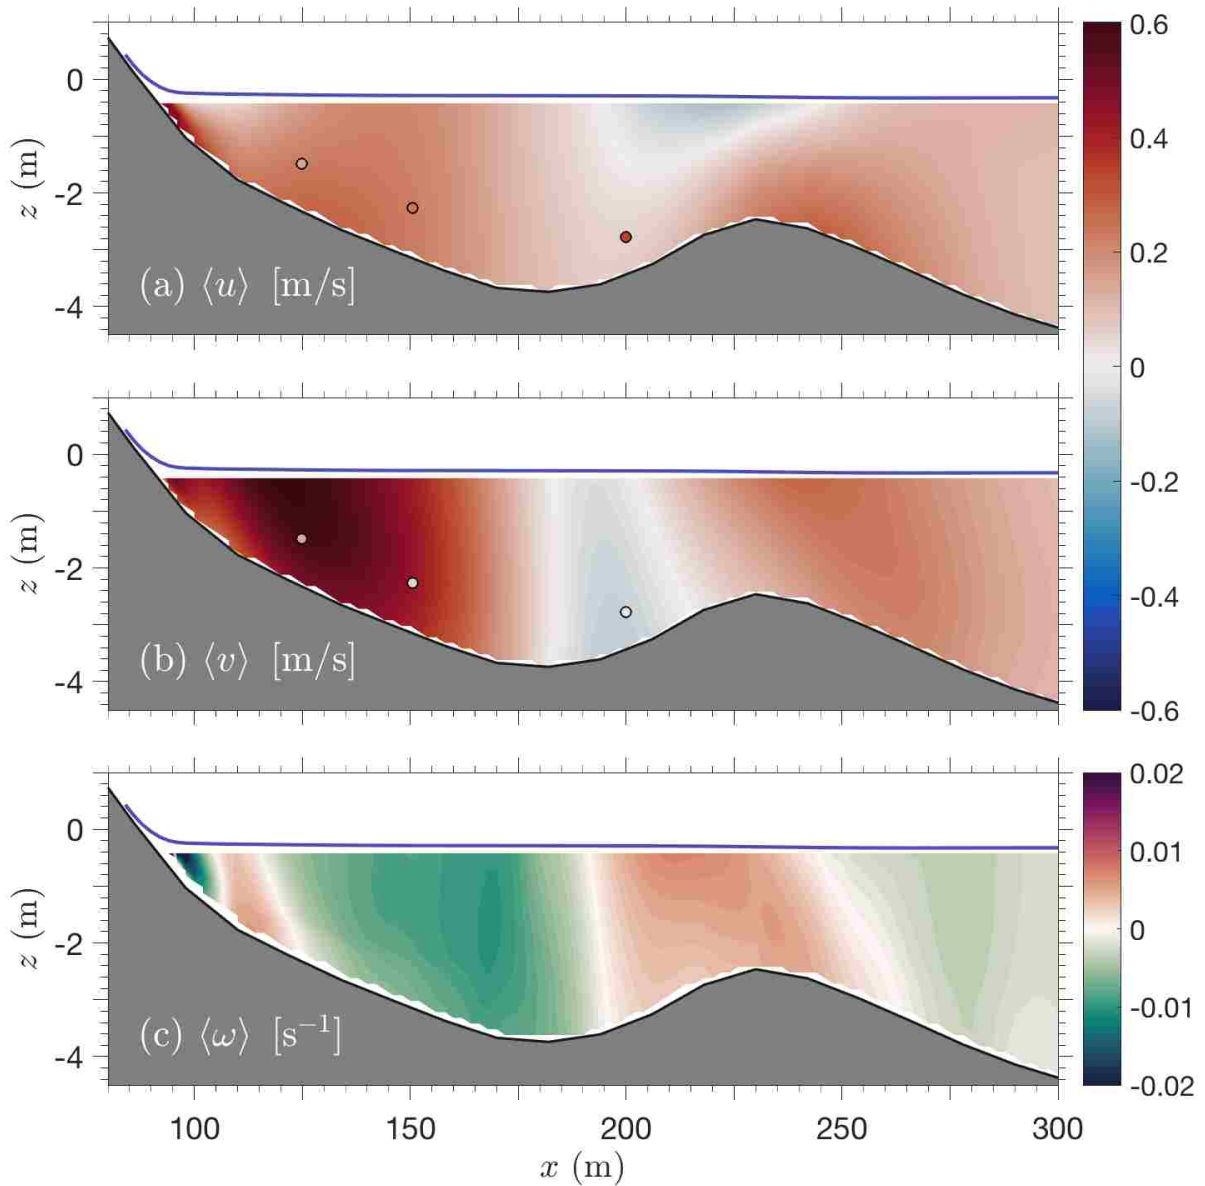 0.6
0
0.4
z (m)
-2
0.2
-4
(a) ⟨u⟩ [m/s]
0
0
-0.2
z (m)
-2
-0.4
-4
(b) ⟨v⟩ [m/s]
-0.6
0.02
0
0.01
z (m)
-2
0
-0.01
-4
(c) ⟨ω⟩ [s⁻¹]
-0.02
100 150 200 250 300
x (m)